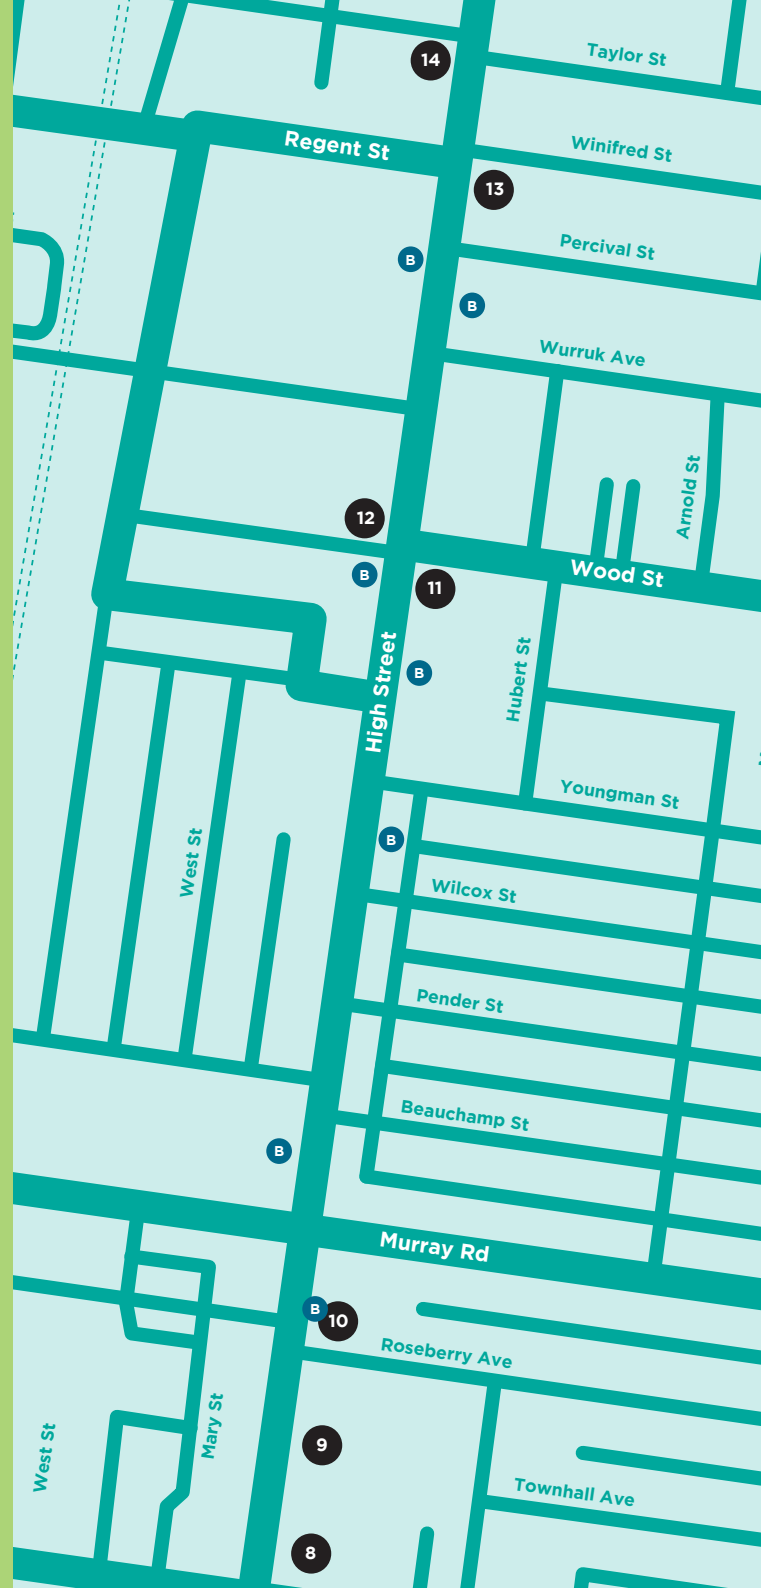 14
Taylor St
Regent St
Winifred St
13
Percival St
B
B
Wurruk Ave
Arnold St
12
B
Wood St
11
High Street
B
Hubert St
Youngman St
B
West St
Wilcox St
Pender St
Beauchamp St
B
Murray Rd
B
10
Roseberry Ave
Mary St
West St
9
Townhall Ave
8